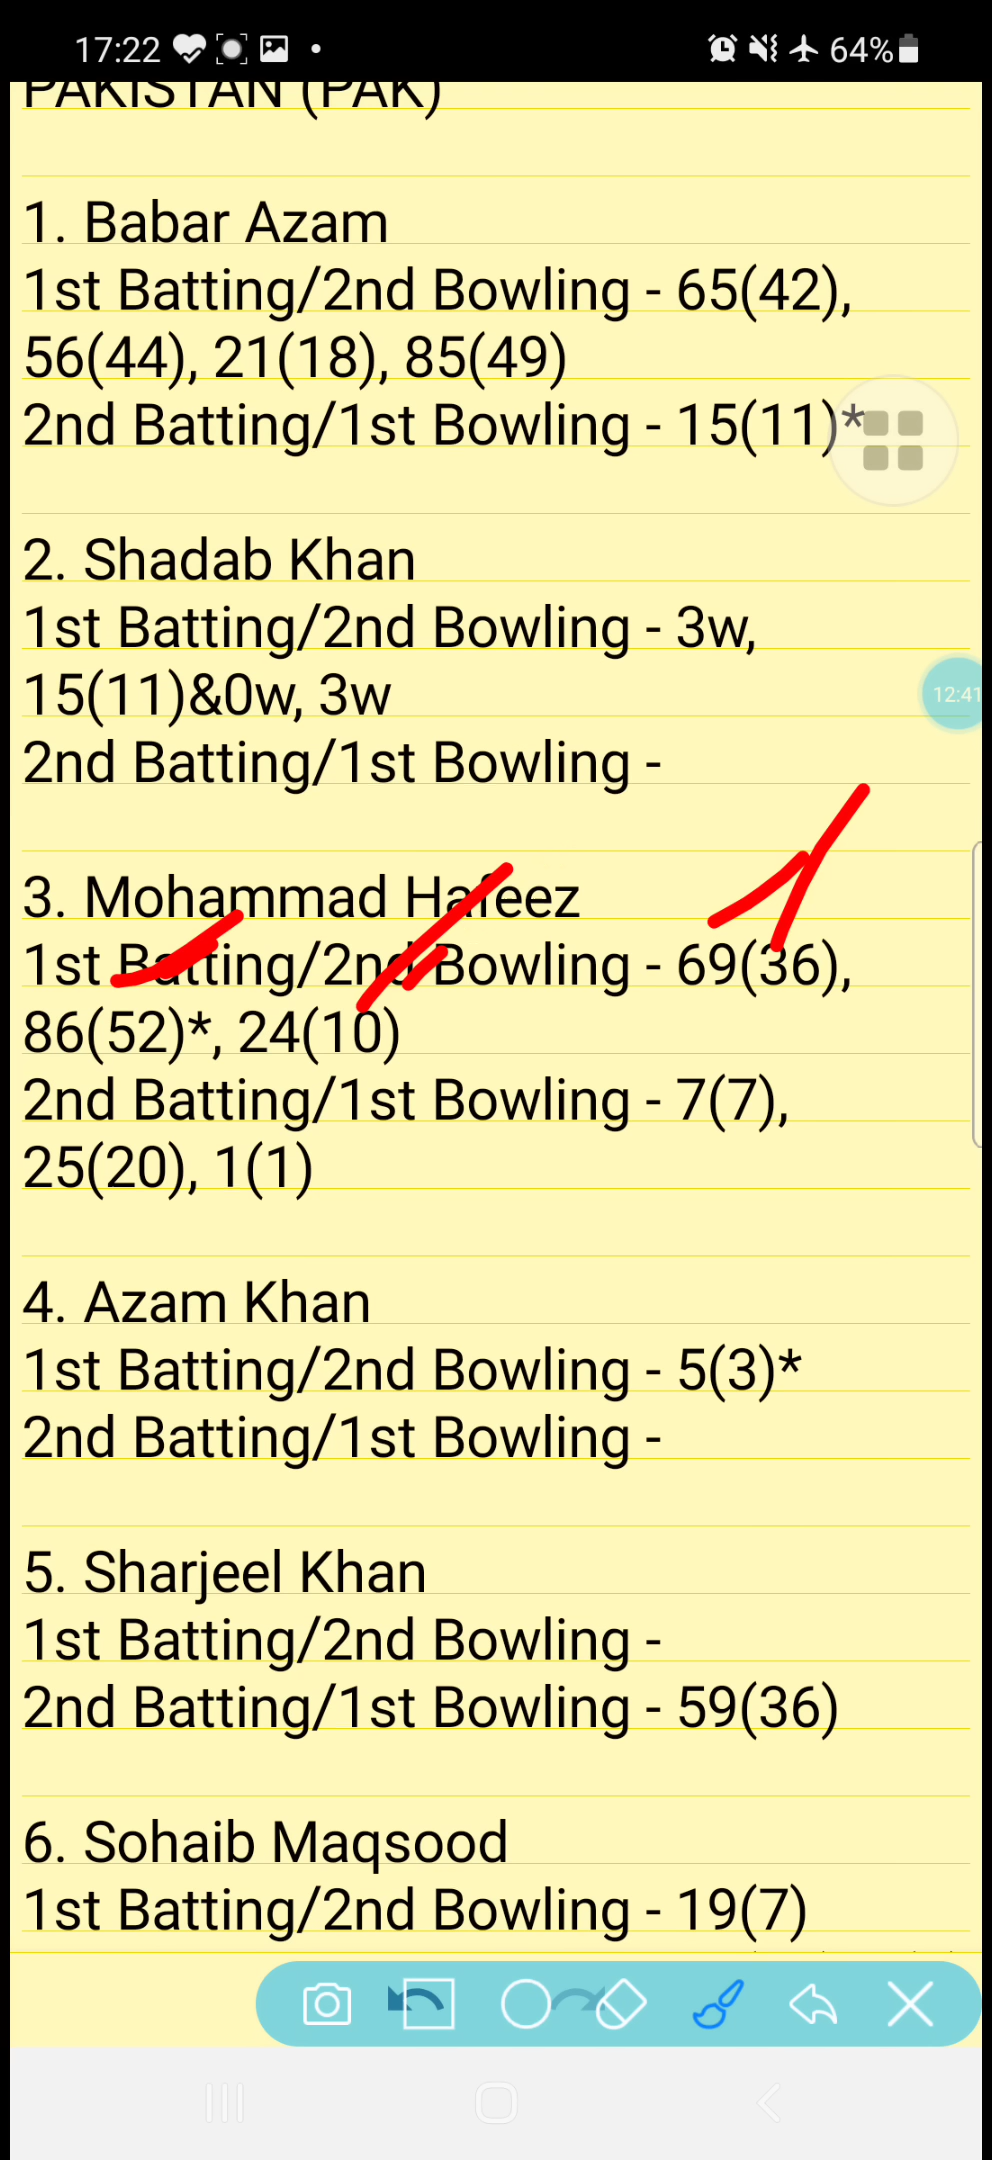 17:22 64%
PAKISTAN (PAK)
1. Babar Azam
1st Batting/2nd Bowling - 65(42),
56(44), 21(18), 85(49)
2nd Batting/1st Bowling - 15(11)*
2. Shadab Khan
1st Batting/2nd Bowling - 3w,
15(11)&0w, 3w
12:41
2nd Batting/1st Bowling -
3. Mohammad Hafeez
1st Batting/2nd Bowling - 69(36),
86(52)*, 24(10)
2nd Batting/1st Bowling - 7(7),
25(20), 1(1)
4. Azam Khan
1st Batting/2nd Bowling - 5(3)*
2nd Batting/1st Bowling -
5. Sharjeel Khan
1st Batting/2nd Bowling -
2nd Batting/1st Bowling - 59(36)
6. Sohaib Maqsood
1st Batting/2nd Bowling - 19(7)